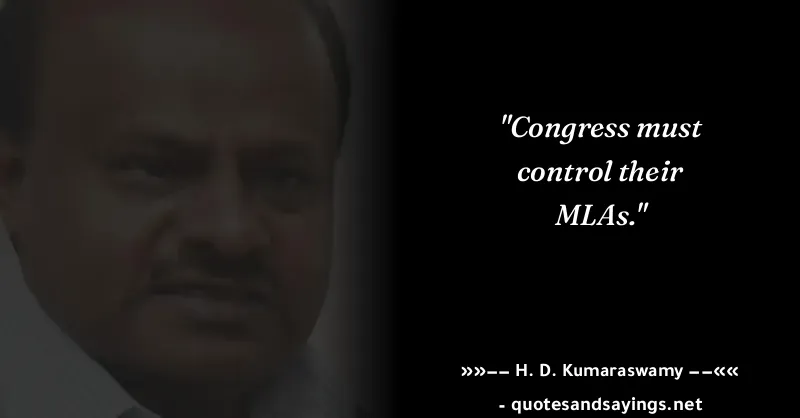 "Congress must
control their
MLAs."
»»−− H. D. Kumaraswamy −−««
- quotesandsayings.net